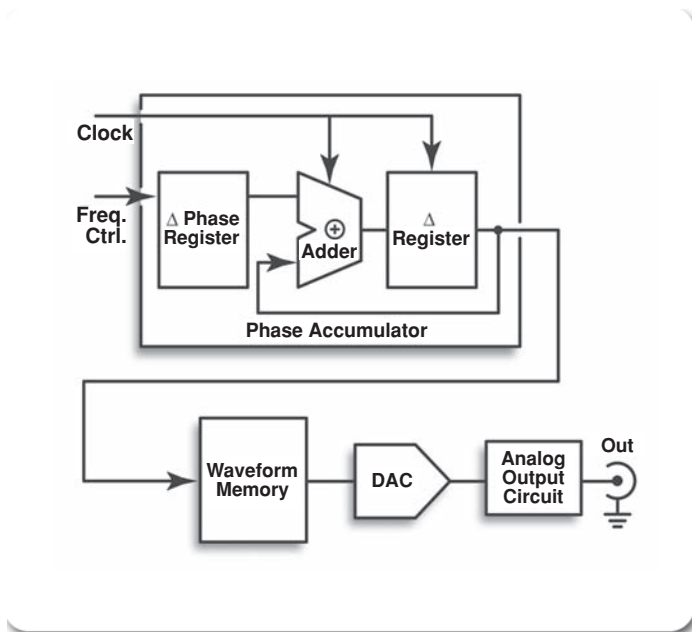 Clock
Freq.
Ctrl.
Δ Phase
Register
⊕
Adder
Δ
Register
Phase Accumulator
Waveform
Memory
DAC
Analog
Output
Circuit
Out